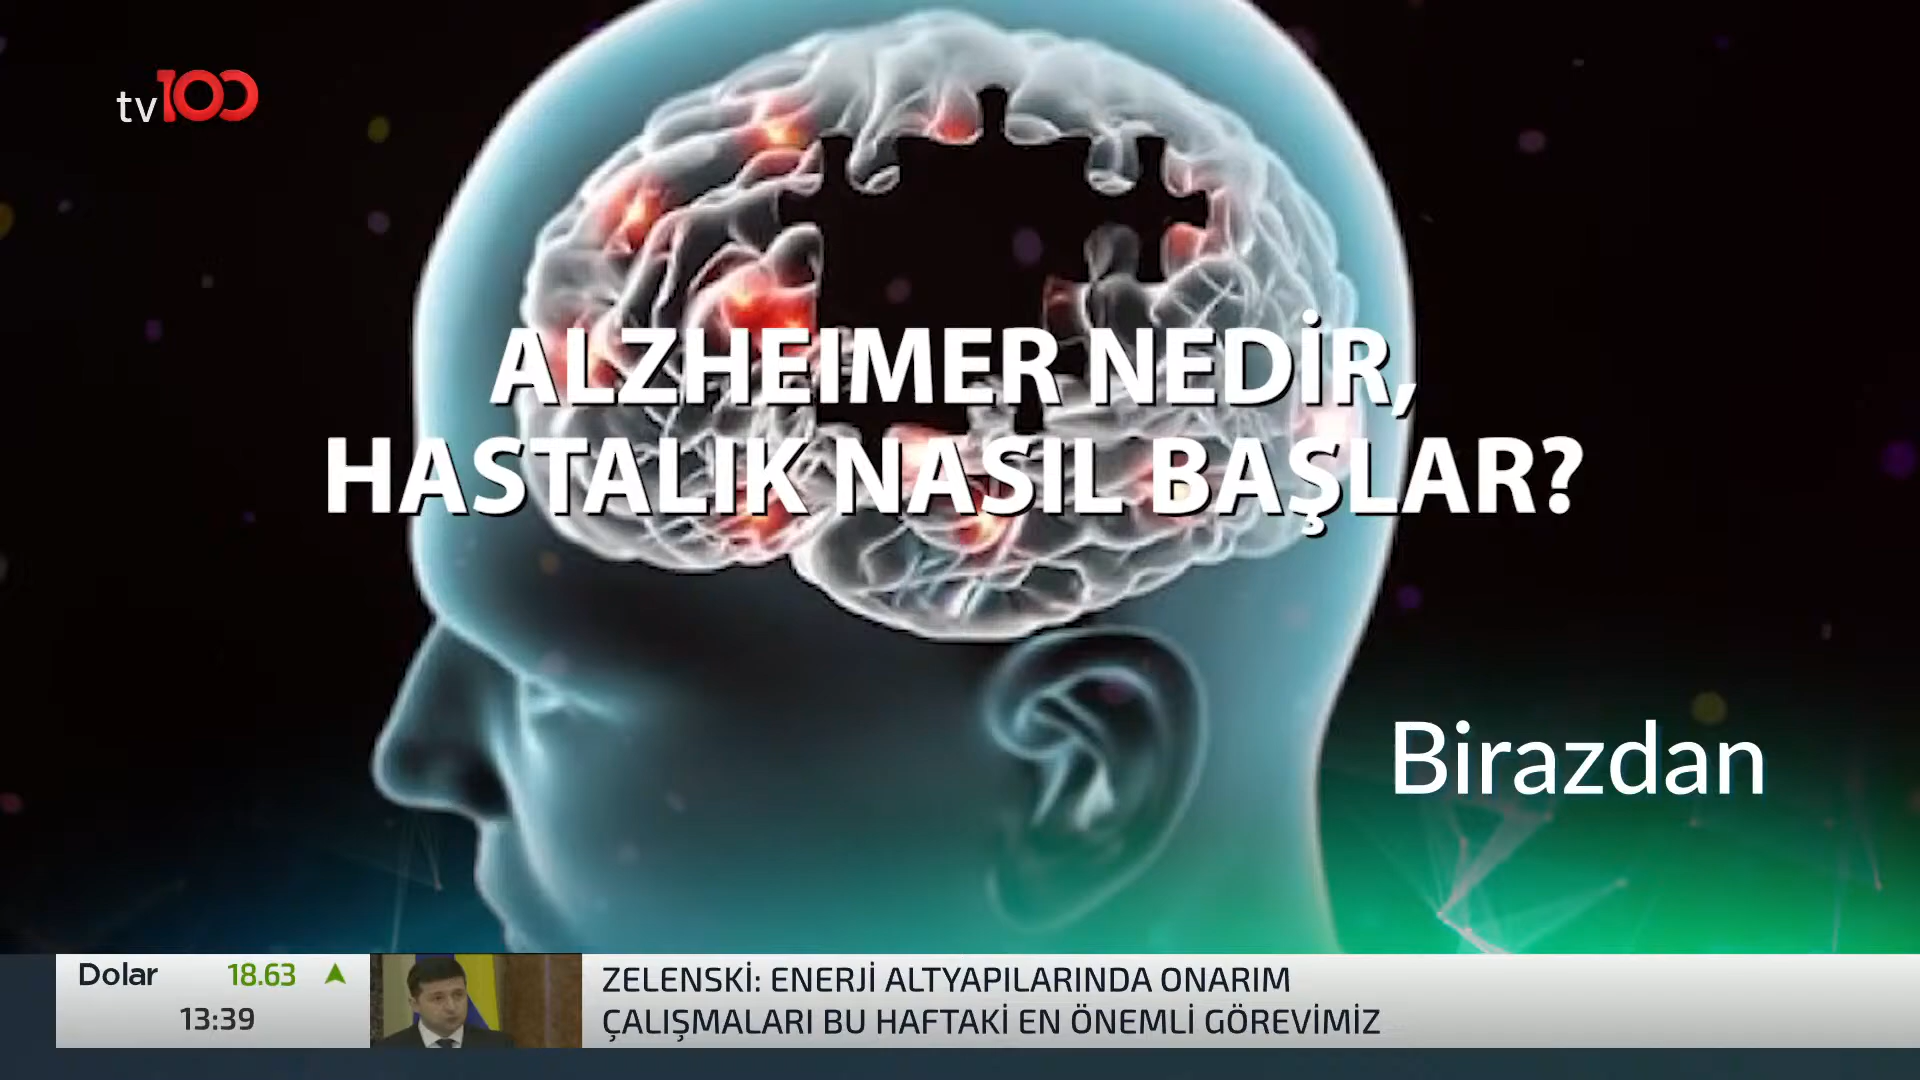 tv100
ALZHEIMER NEDİR,
HASTALIK NASIL BAŞLAR?
Birazdan
Dolar 18.63
13:39
ZELENSKİ: ENERJİ ALTYAPILARINDA ONARIM
ÇALIŞMALARI BU HAFTAKİ EN ÖNEMLİ GÖREVİMİZ